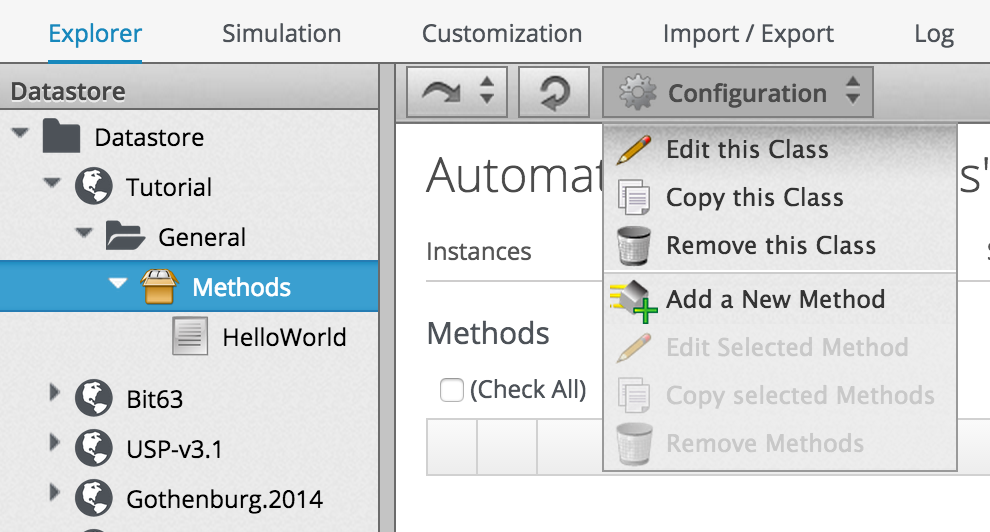 Explorer Simulation Customization Import / Export Log
Datastore
Datastore
Tutorial
General
Methods
HelloWorld
Bit63
USP-v3.1
Gothenburg.2014
Configuration
Edit this Class
Copy this Class
Remove this Class
Add a New Method
Edit Selected Method
Copy selected Methods
Remove Methods
Automat s'
Instances
Methods
(Check All)